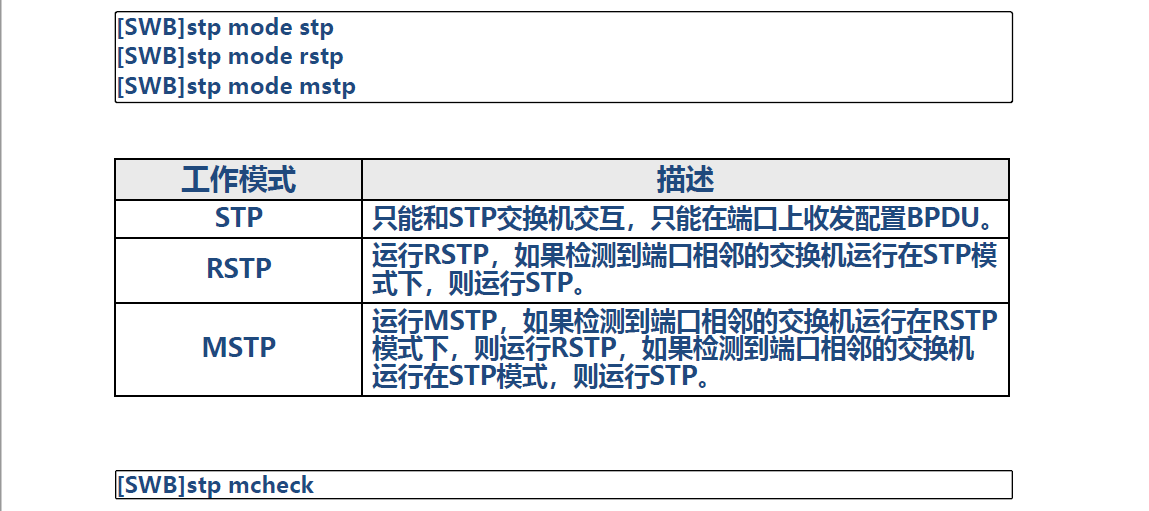 [SWB]stp mode stp
[SWB]stp mode rstp
[SWB]stp mode mstp
工作模式 描述
STP 只能和STP交换机交互，只能在端口上收发配置BPDU。
RSTP 运行RSTP，如果检测到端口相邻的交换机运行在STP模
式下，则运行STP。
MSTP 运行MSTP，如果检测到端口相邻的交换机运行在RSTP
模式下，则运行RSTP，如果检测到端口相邻的交换机
运行在STP模式，则运行STP。
[SWB]stp mcheck